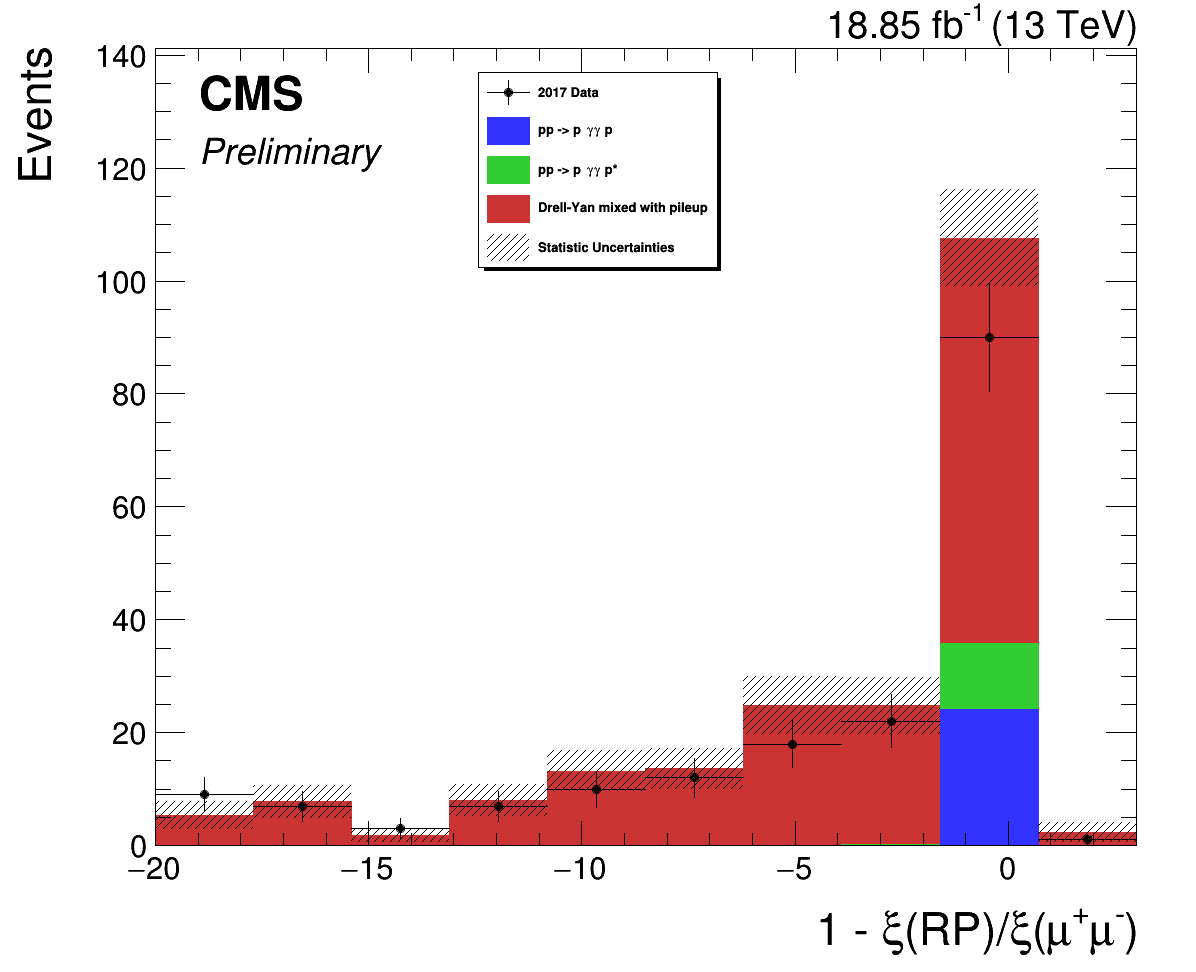 18.85 fb⁻¹ (13 TeV)
Events
CMS
Preliminary
2017 Data
pp -> p γγ p
pp -> p γγ p*
Drell-Yan mixed with pileup
Statistic Uncertainties
140
120
100
80
60
40
20
0
−20 −15 −10 −5 0
1 - ξ(RP)/ξ(μ⁺μ⁻)